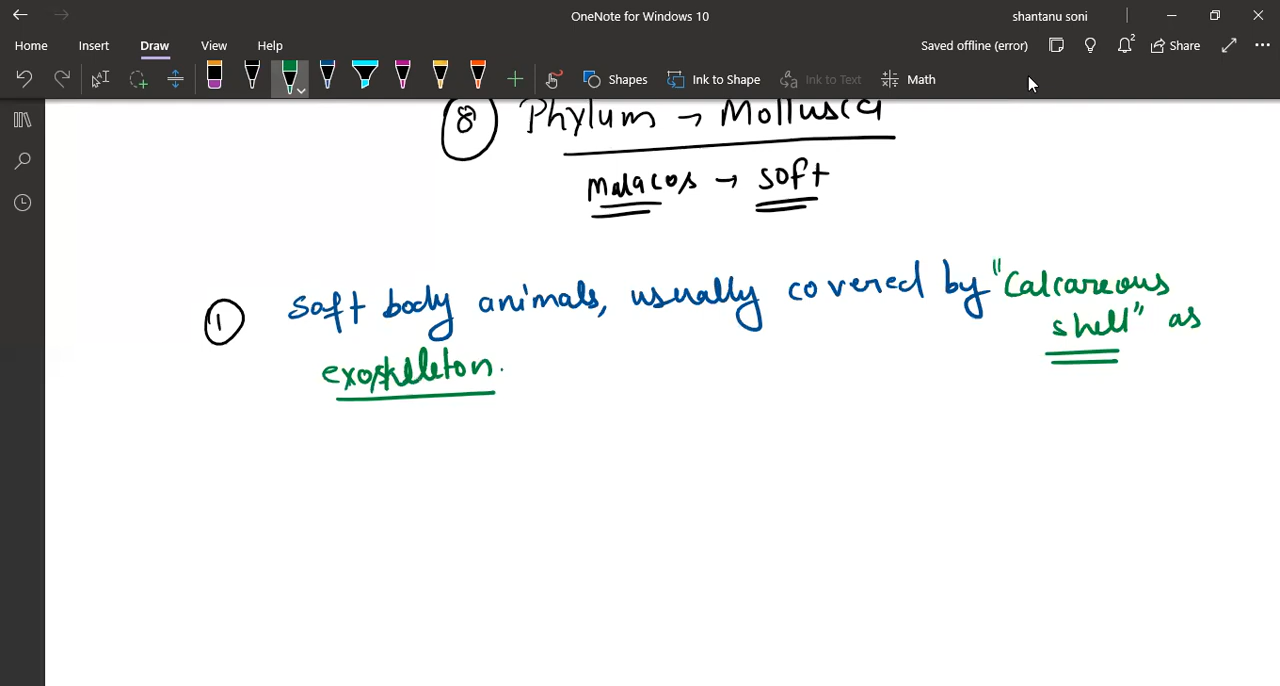 OneNote for Windows 10
shantanu soni
Home Insert Draw View Help
Saved offline (error)
2
Share
Shapes
Ink to Shape
Ink to Text
Math
8 Phylum → Mollusca
Malacos → soft
1 soft body animals, usually covered by "Calcareous
shell" as
exoskeleton.